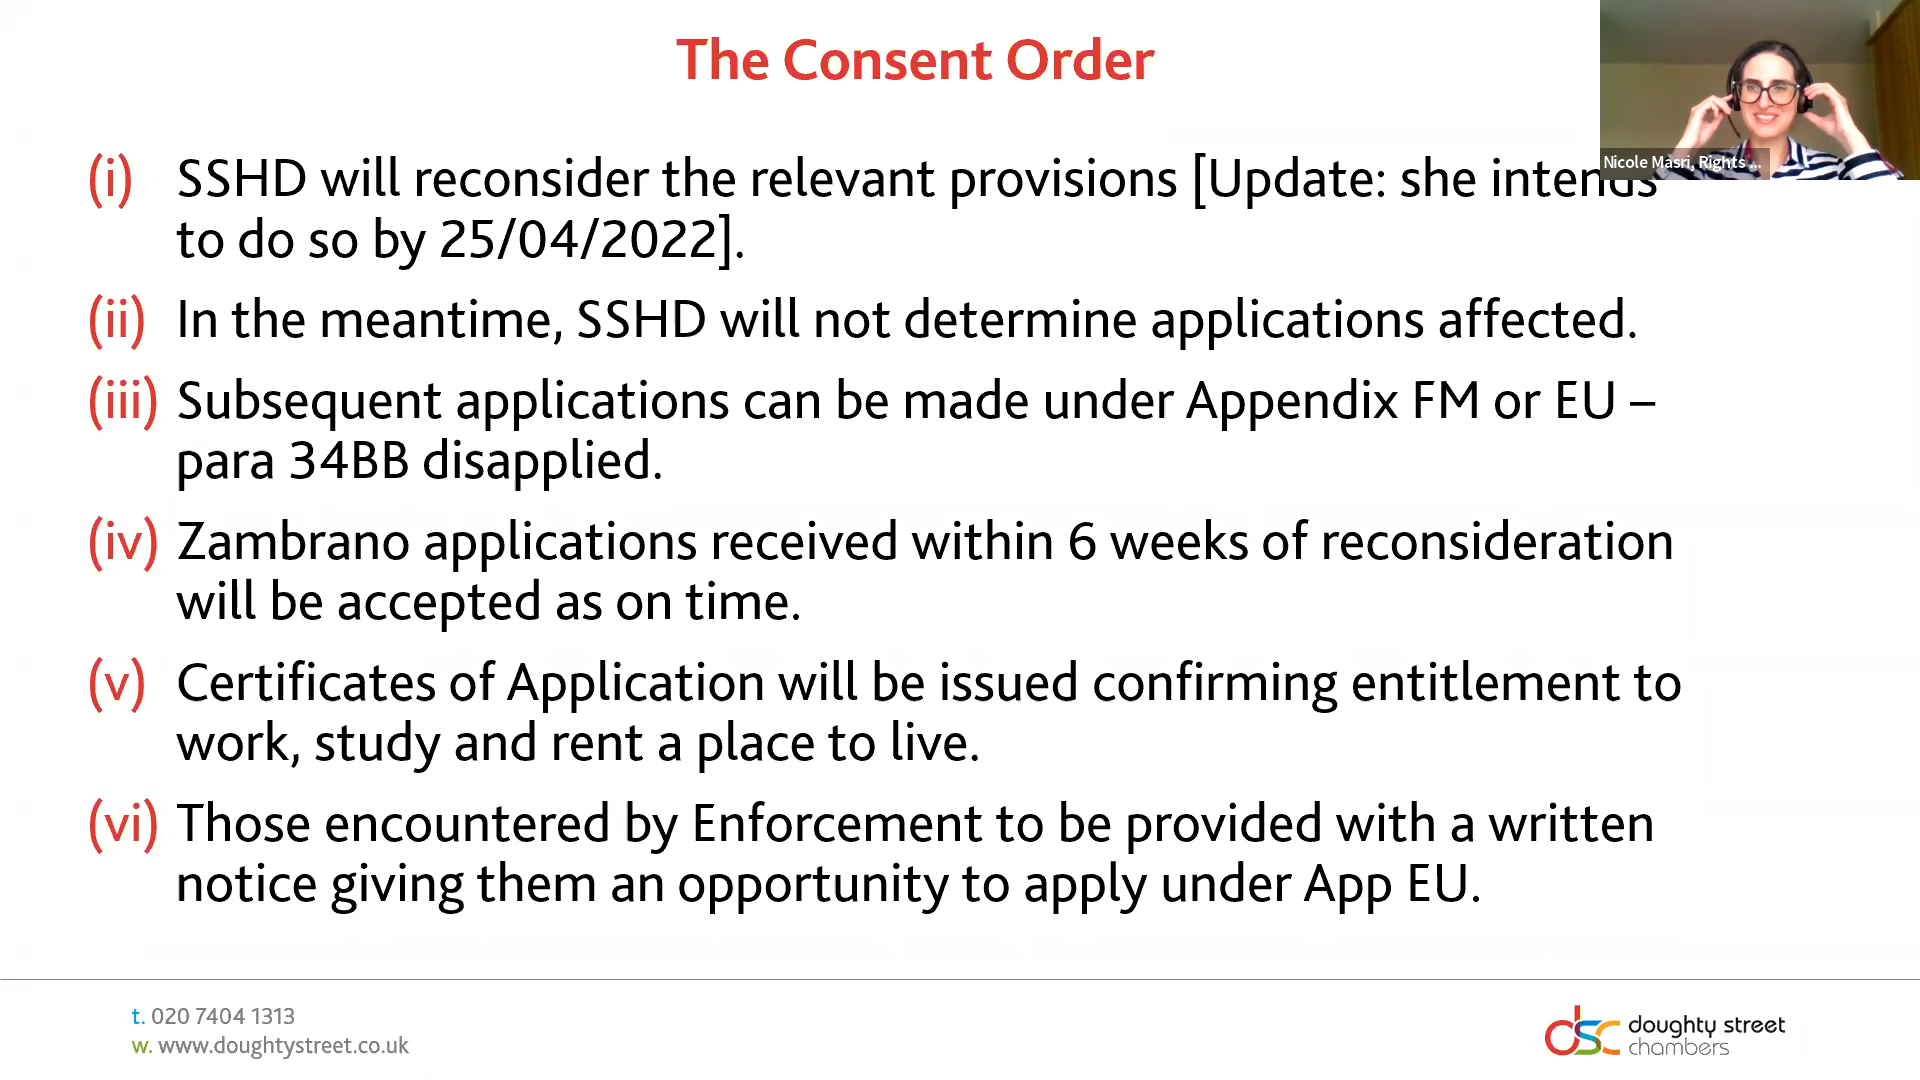 The Consent Order
Nicole Masri, Rights ...
(i) SSHD will reconsider the relevant provisions [Update: she intends
to do so by 25/04/2022].
(ii) In the meantime, SSHD will not determine applications affected.
(iii) Subsequent applications can be made under Appendix FM or EU –
para 34BB disapplied.
(iv) Zambrano applications received within 6 weeks of reconsideration
will be accepted as on time.
(v) Certificates of Application will be issued confirming entitlement to
work, study and rent a place to live.
(vi) Those encountered by Enforcement to be provided with a written
notice giving them an opportunity to apply under App EU.
t. 020 7404 1313
w. www.doughtystreet.co.uk
dsc doughty street
chambers